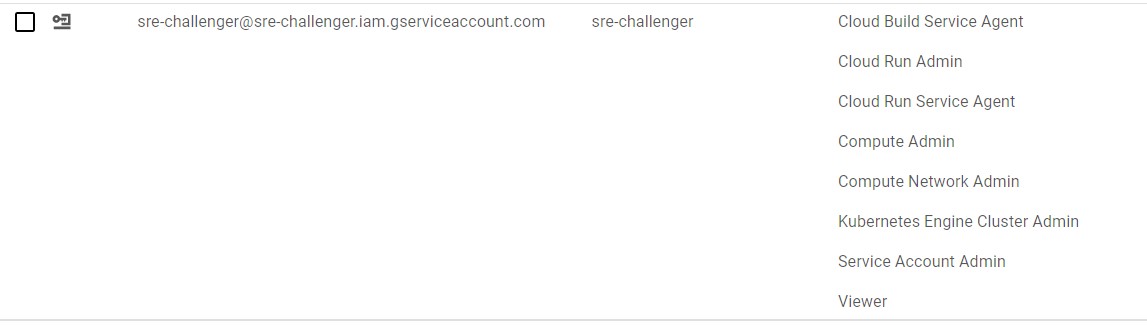 sre-challenger@sre-challenger.iam.gserviceaccount.com sre-challenger Cloud Build Service Agent
Cloud Run Admin
Cloud Run Service Agent
Compute Admin
Compute Network Admin
Kubernetes Engine Cluster Admin
Service Account Admin
Viewer